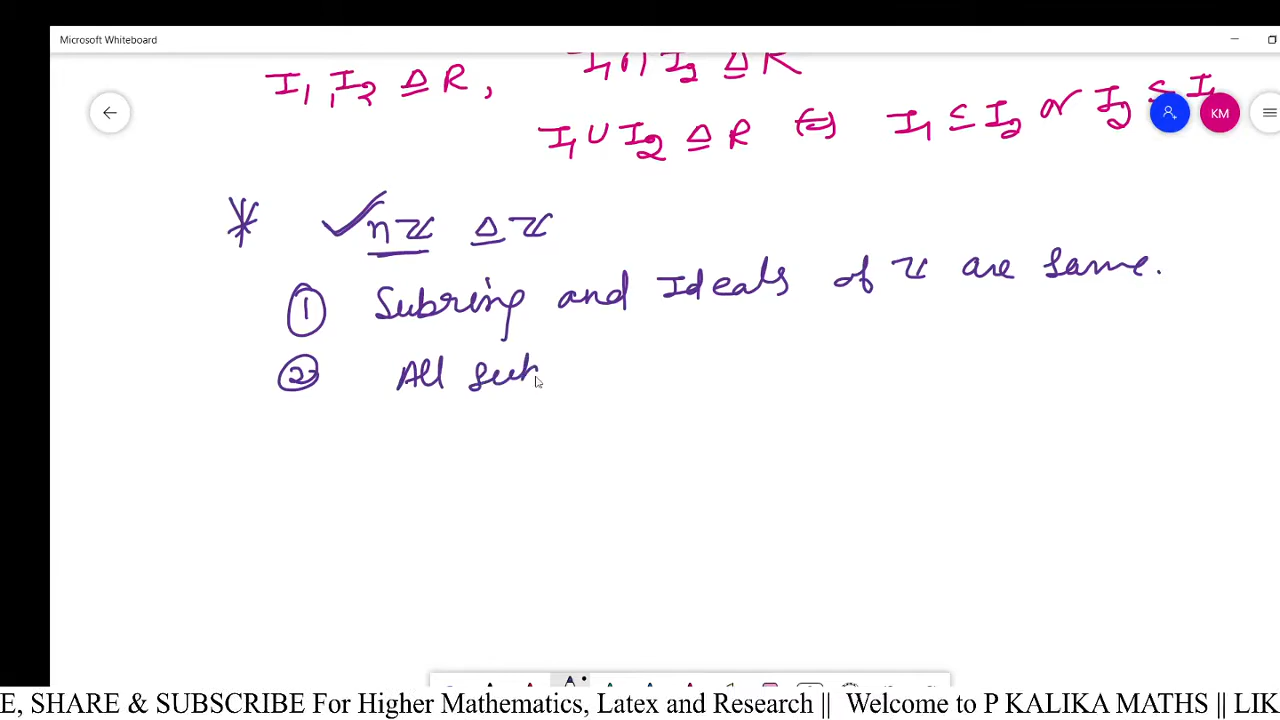 Microsoft Whiteboard
I₁ ∩ I₂ ⊴ R
I₁, I₂ ⊴ R,
I₁ ∪ I₂ ⊴ R ⇔ I₁ ⊆ I₂ or I₂ ⊆ I₁
KM
* ✓ nℤ ⊴ ℤ
① Subring and Ideals of ℤ are same.
② All sub
E, SHARE & SUBSCRIBE For Higher Mathematics, Latex and Research || Welcome to P KALIKA MATHS || LIK